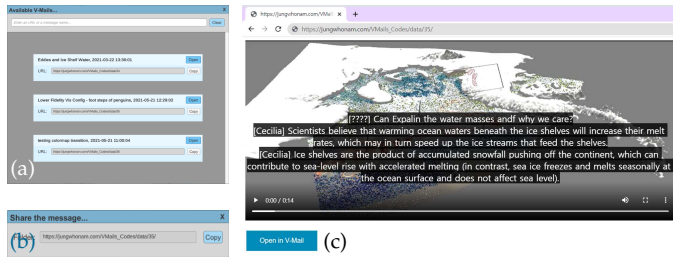 Available V-Mails...
X
Enter an URL of a message name...
Clear
Eddies and Ice Shelf Water, 2021-03-22 13:56:01
Open
URL:
Copy
Lower Fidelity Vis Config - foot steps of penguins, 2021-05-21 12:29:02
Open
URL:
Copy
testing colormap transition, 2021-05-21 11:00:04
Open
URL:
Copy
(a)
Share the message...
X
https://jungwhonam.com/VMails_Codes/data/35/
Copy
(b)
https://jungwhonam.com/VMail
https://jungwhonam.com/VMails_Codes/data/35/
[????] Can Expalin the water masses andf why we care?
[Cecilia] Scientists believe that warming ocean waters beneath the ice shelves will increase their melt
rates, which may in turn speed up the ice streams that feed the shelves.
[Cecilia] Ice shelves are the product of accumulated snowfall pushing off the continent, which can
contribute to sea-level rise with accelerated melting (in contrast, sea ice freezes and melts seasonally at
the ocean surface and does not affect sea level).
0:00 / 0:14
Open in V-Mail
(c)